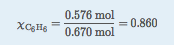 χC₆H₆ = 0.576 mol / 0.670 mol = 0.860